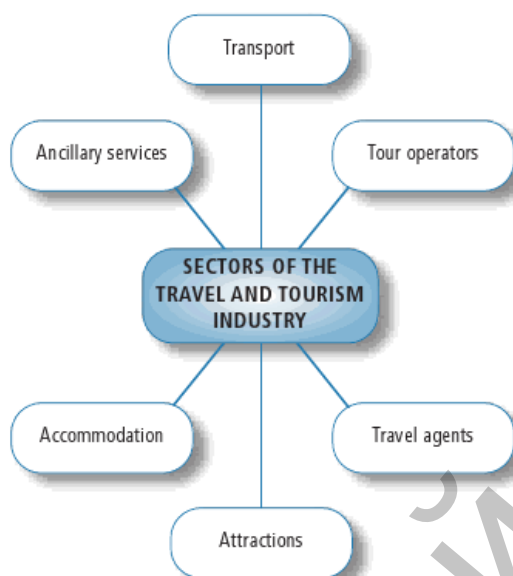 Transport
Ancillary services
Tour operators
SECTORS OF THE
TRAVEL AND TOURISM
INDUSTRY
Accommodation
Travel agents
Attractions